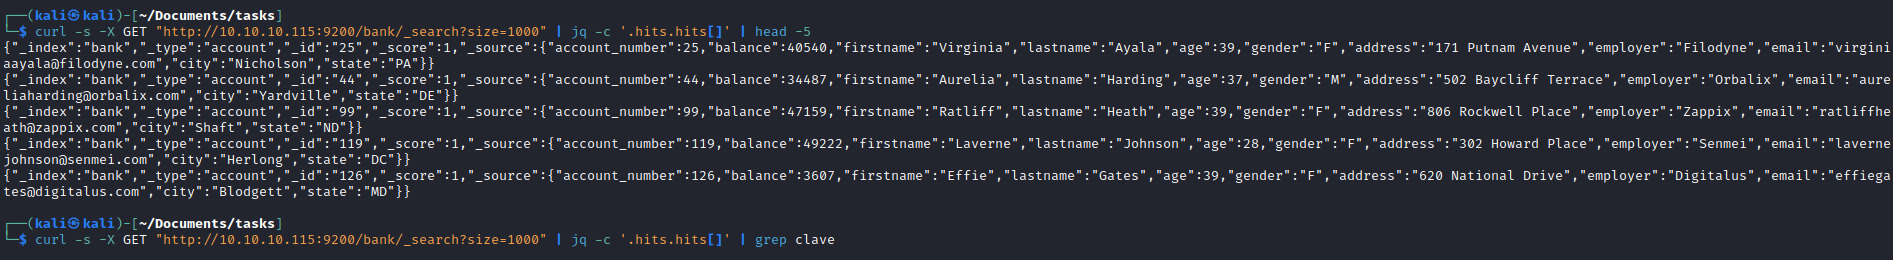 ┌──(kali㉿kali)-[~/Documents/tasks]
└─$ curl -s -X GET "http://10.10.10.115:9200/bank/_search?size=1000" | jq -c '.hits.hits[]' | head -5
{"_index":"bank","_type":"account","_id":"25","_score":1,"_source":{"account_number":25,"balance":40540,"firstname":"Virginia","lastname":"Ayala","age":39,"gender":"F","address":"171 Putnam Avenue","employer":"Filodyne","email":"virgini
aayala@filodyne.com","city":"Nicholson","state":"PA"}}
{"_index":"bank","_type":"account","_id":"44","_score":1,"_source":{"account_number":44,"balance":34487,"firstname":"Aurelia","lastname":"Harding","age":37,"gender":"M","address":"502 Baycliff Terrace","employer":"Orbalix","email":"aure
liaharding@orbalix.com","city":"Yardville","state":"DE"}}
{"_index":"bank","_type":"account","_id":"99","_score":1,"_source":{"account_number":99,"balance":47159,"firstname":"Ratliff","lastname":"Heath","age":39,"gender":"F","address":"806 Rockwell Place","employer":"Zappix","email":"ratliffhe
ath@zappix.com","city":"Shaft","state":"ND"}}
{"_index":"bank","_type":"account","_id":"119","_score":1,"_source":{"account_number":119,"balance":49222,"firstname":"Laverne","lastname":"Johnson","age":28,"gender":"F","address":"302 Howard Place","employer":"Senmei","email":"laverne
johnson@senmei.com","city":"Herlong","state":"DC"}}
{"_index":"bank","_type":"account","_id":"126","_score":1,"_source":{"account_number":126,"balance":3607,"firstname":"Effie","lastname":"Gates","age":39,"gender":"F","address":"620 National Drive","employer":"Digitalus","email":"effiega
tes@digitalus.com","city":"Blodgett","state":"MD"}}
┌──(kali㉿kali)-[~/Documents/tasks]
└─$ curl -s -X GET "http://10.10.10.115:9200/bank/_search?size=1000" | jq -c '.hits.hits[]' | grep clave